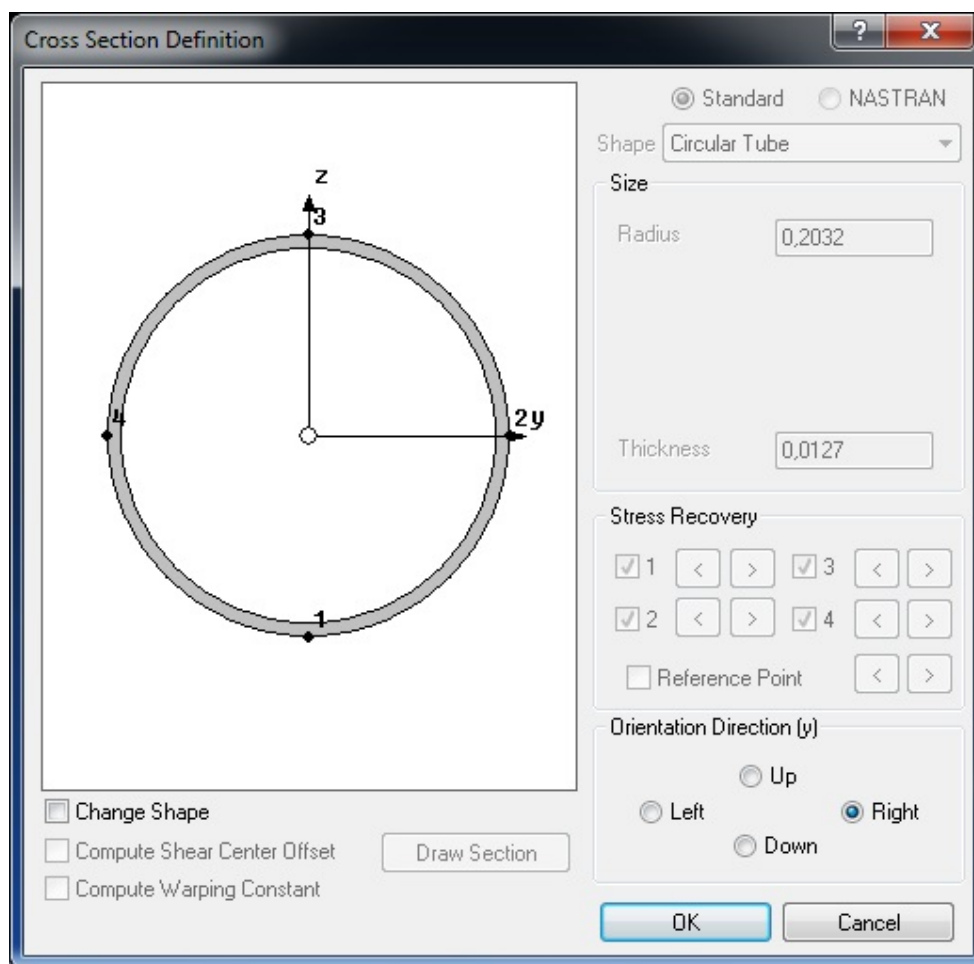 Cross Section Definition
? X
Standard NASTRAN
Shape Circular Tube
Size
Radius 0,2032
Thickness 0,0127
z
3
4
2y
1
Stress Recovery
1 < > 3 < >
2 < > 4 < >
Reference Point < >
Orientation Direction (y)
Up
Left Right
Down
Change Shape
Compute Shear Center Offset Draw Section
Compute Warping Constant
OK Cancel